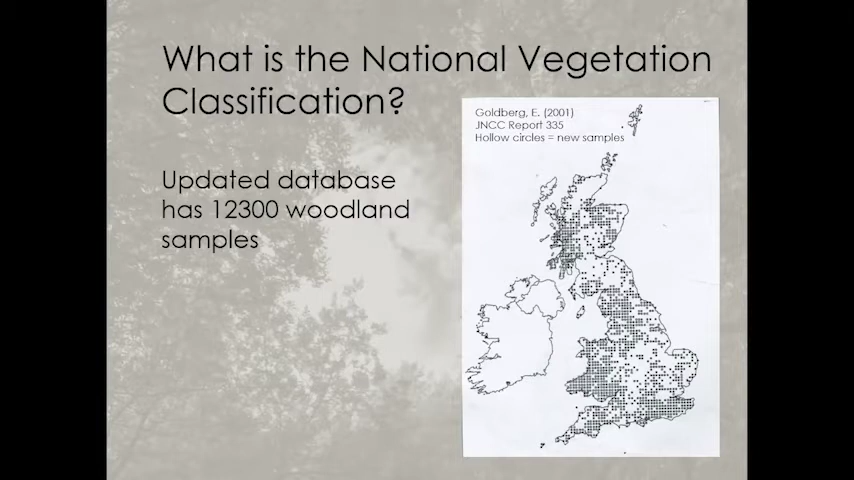 What is the National Vegetation
Classification?
Goldberg, E. (2001)
JNCC Report 335
Hollow circles = new samples
Updated database
has 12300 woodland
samples